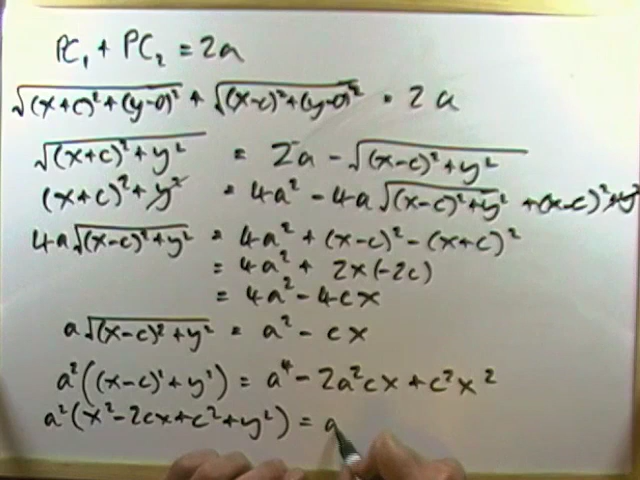 PC₁ + PC₂ = 2a
√((x+c)²+(y-0)²) + √((x-c)²+(y-0)²) = 2a
√((x+c)²+y²) = 2a - √((x-c)²+y²)
(x+c)²+y² = 4a² - 4a√((x-c)²+y²) + (x-c)²+y²
4a√((x-c)²+y²) = 4a² + (x-c)² - (x+c)²
= 4a² + 2x(-2c)
= 4a² - 4cx
a√((x-c)²+y²) = a² - cx
a²((x-c)²+y²) = a⁴ - 2a²cx + c²x²
a²(x²-2cx+c²+y²) = a